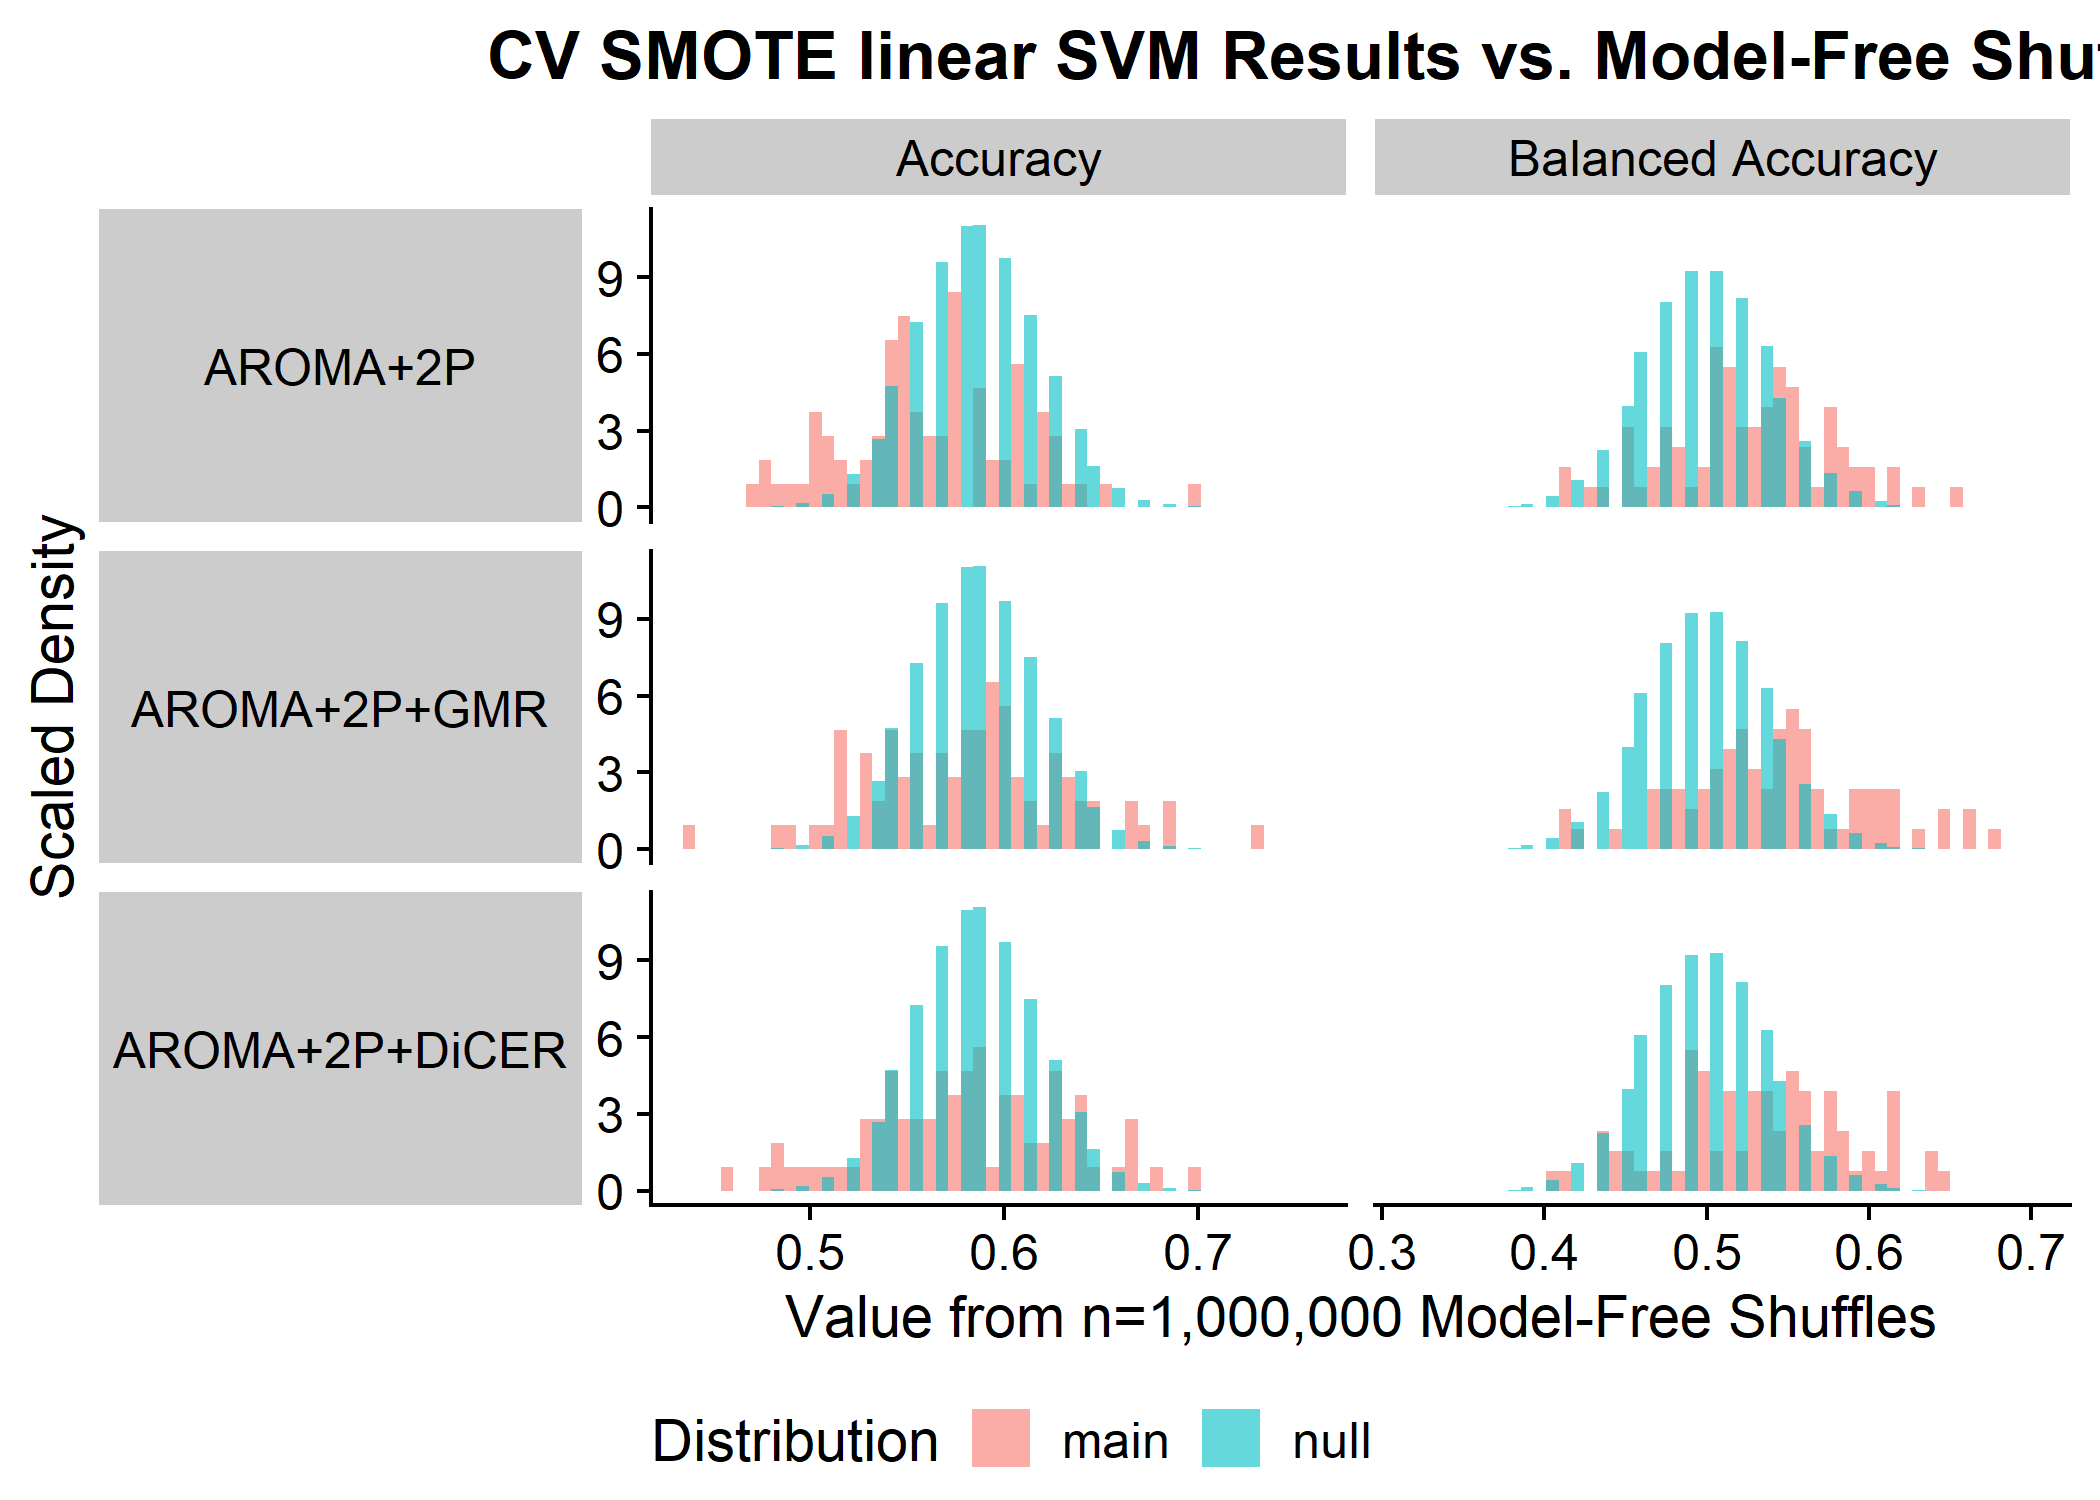 CV SMOTE linear SVM Results vs. Model-Free Shu
Accuracy
Balanced Accuracy
Scaled Density
AROMA+2P
9
6
3
0
AROMA+2P+GMR
9
6
3
0
AROMA+2P+DiCER
9
6
3
0
0.5 0.6 0.7
0.3 0.4 0.5 0.6 0.7
Value from n=1,000,000 Model-Free Shuffles
Distribution main null